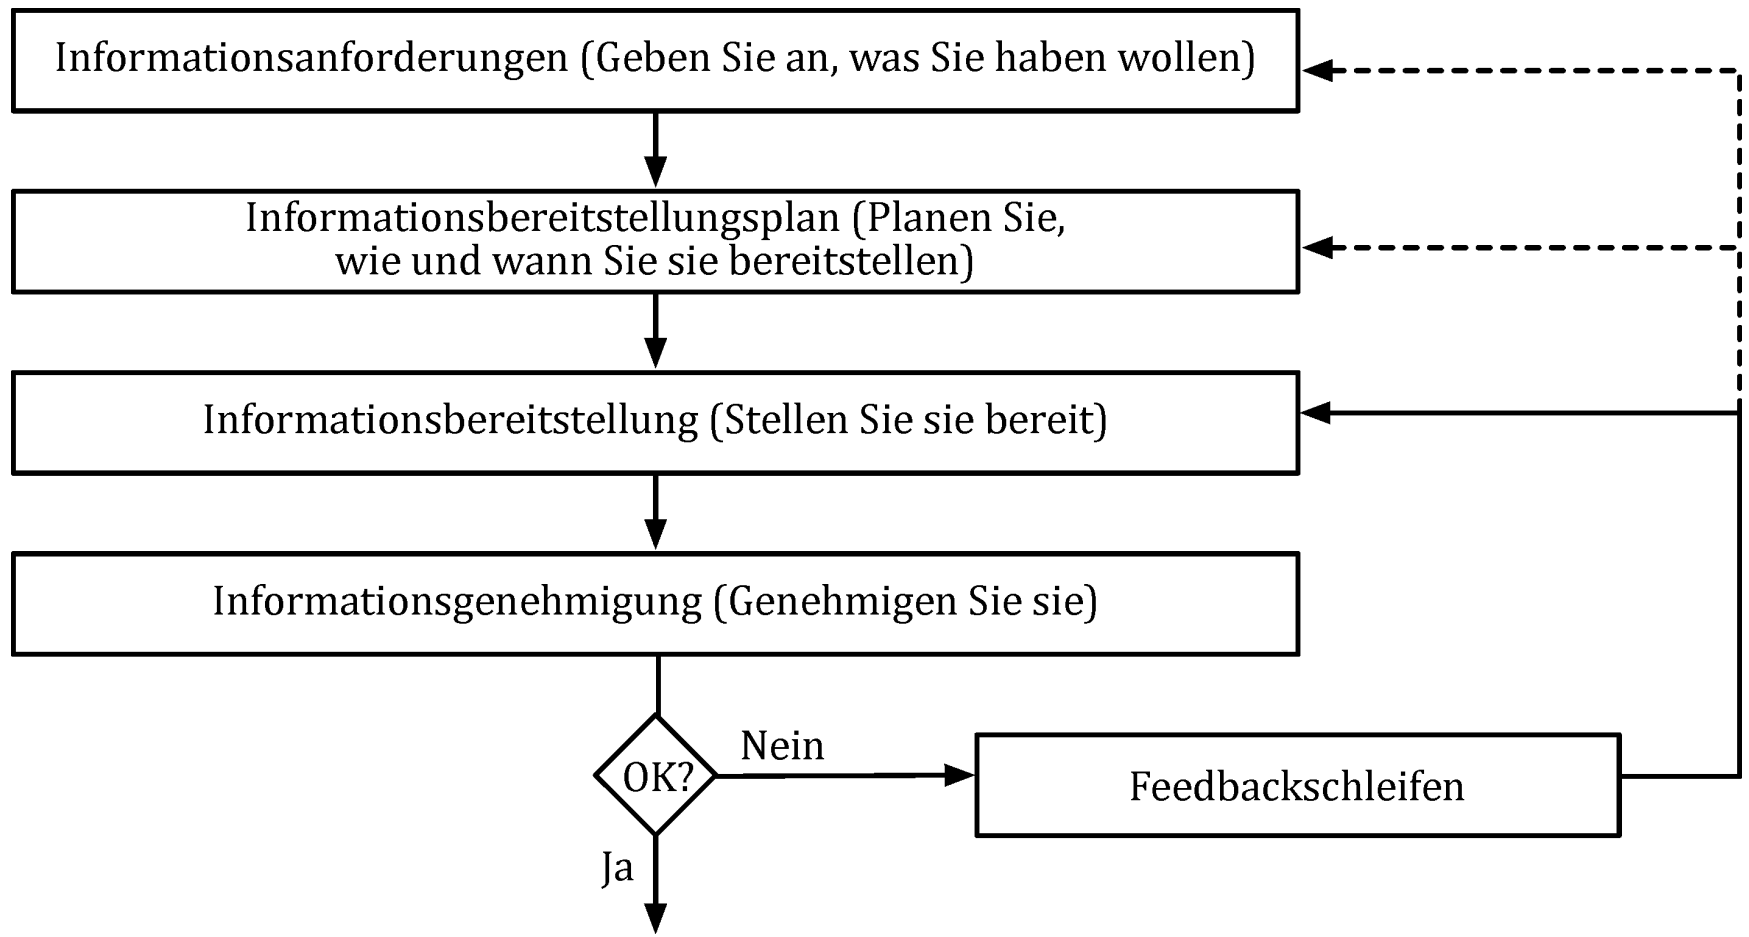 Informationsanforderungen (Geben Sie an, was Sie haben wollen)
Informationsbereitstellungsplan (Planen Sie,
wie und wann Sie sie bereitstellen)
Informationsbereitstellung (Stellen Sie sie bereit)
Informationsgenehmigung (Genehmigen Sie sie)
OK?
Nein
Feedbackschleifen
Ja